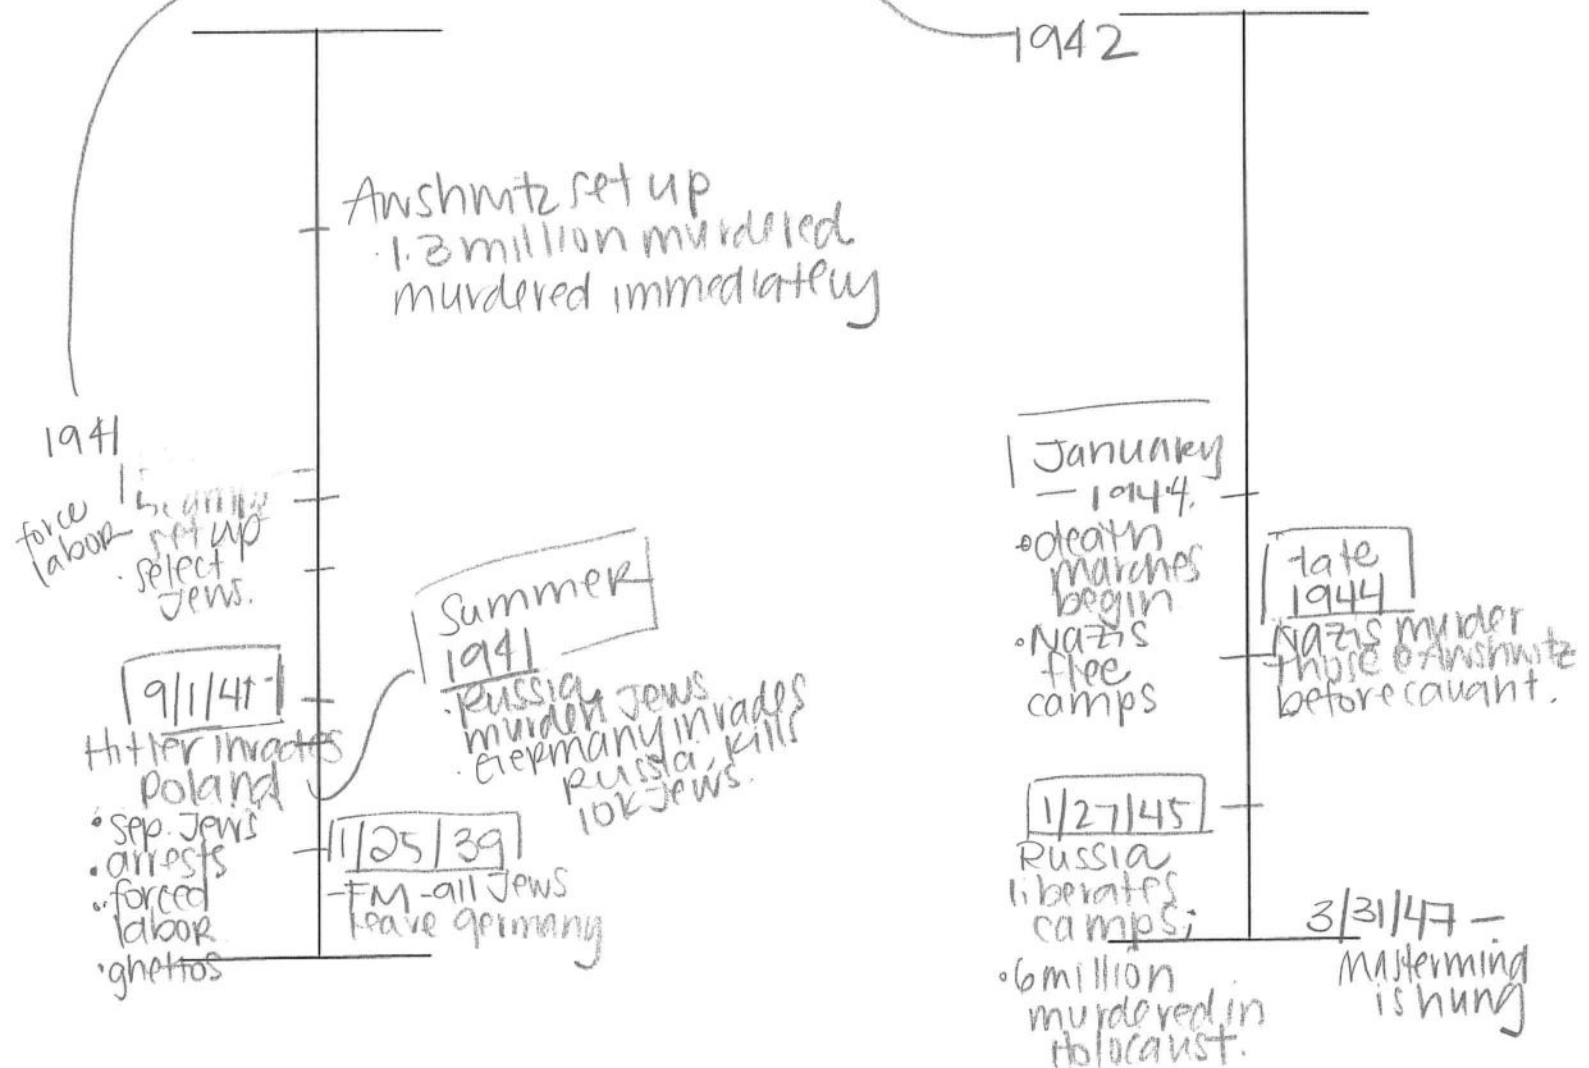 Awshwitz set up
· 1.3 million murdered
murdered immediately
1941
set up
force
labor
· select
Jews.
Summer
1941
· Russia
murder Jews
· Germany invades
Russia, kills
10K Jews.
9/1/41
Hitler invades
Poland
• sep. Jews
• arrests
• forced
labor
• ghettos
1/25/39
- FM - all Jews
leave germany
1942
January
- 1944.
• death
marches
begin
• Nazis
flee
camps
late
1944
Nazis murder
those @ Awshwitz
before caught.
1/27/45
Russia
liberates
camps;
• 6 million
murdered in
Holocaust.
3/31/47 -
Mastermind
is hung